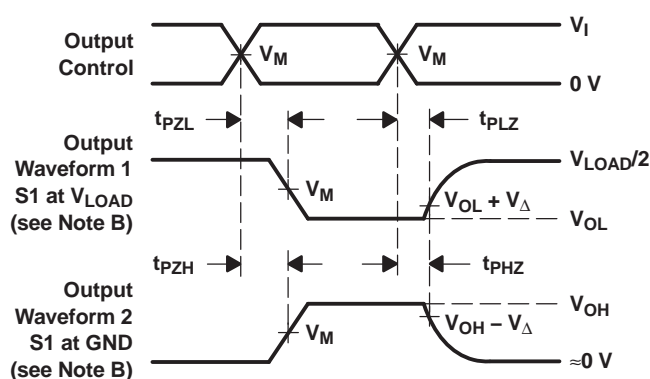 Output
Control
V_M
V_M
V_I
0 V
t_PZL
t_PLZ
Output
Waveform 1
S1 at V_LOAD
(see Note B)
V_M
V_OL + V_Δ
V_LOAD/2
V_OL
t_PZH
t_PHZ
Output
Waveform 2
S1 at GND
(see Note B)
V_M
V_OH − V_Δ
V_OH
≈0 V